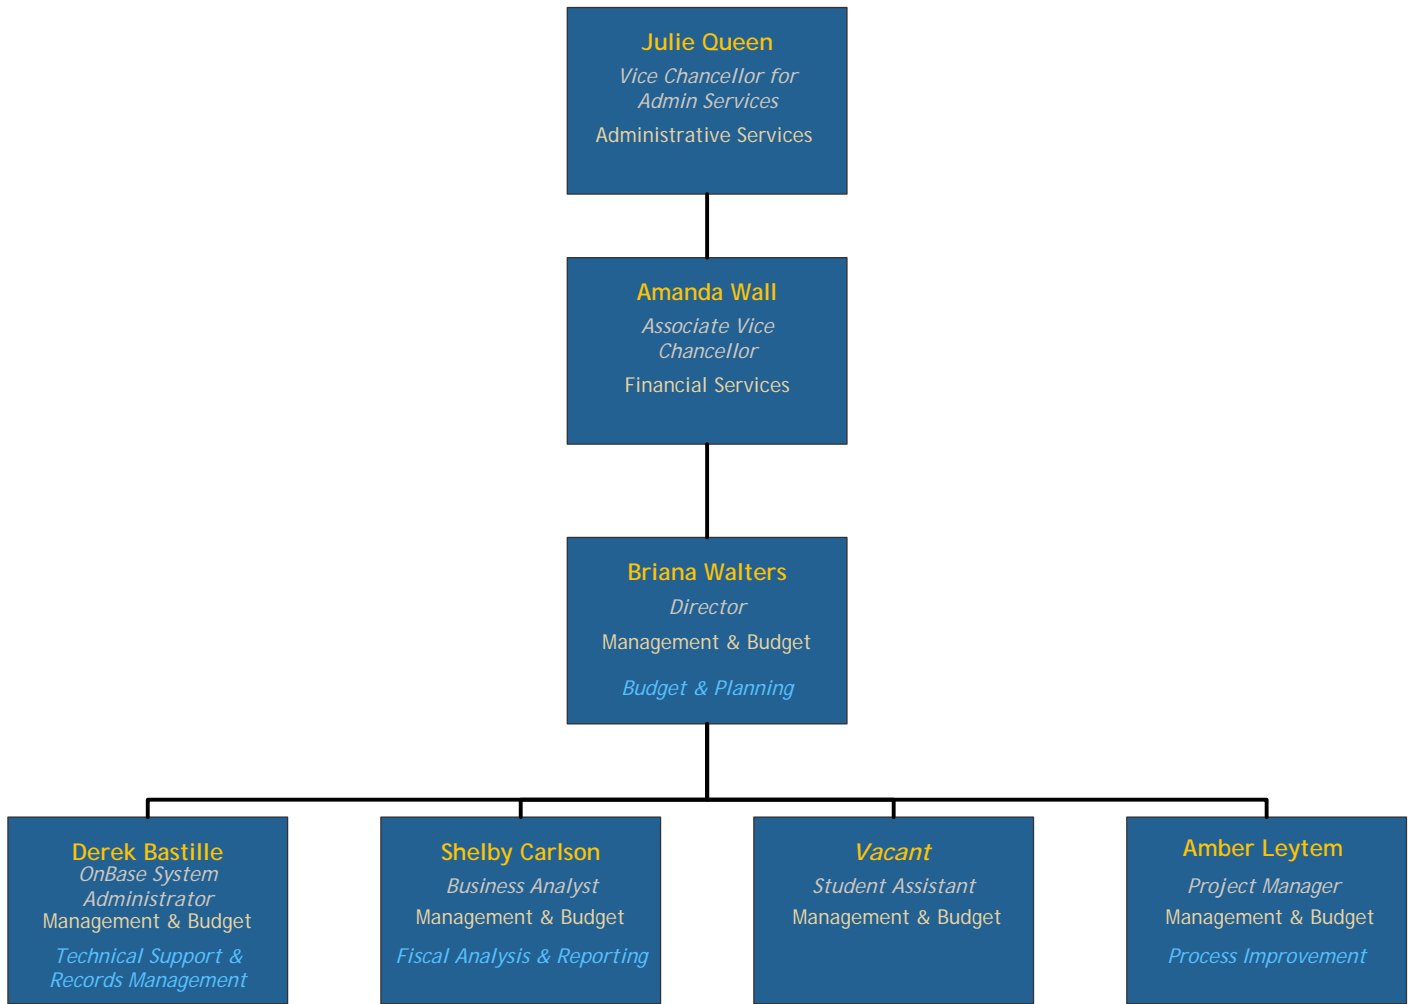 Julie Queen
Vice Chancellor for
Admin Services
Administrative Services
Amanda Wall
Associate Vice
Chancellor
Financial Services
Briana Walters
Director
Management & Budget
Budget & Planning
Derek Bastille
OnBase System
Administrator
Management & Budget
Technical Support &
Records Management
Shelby Carlson
Business Analyst
Management & Budget
Fiscal Analysis & Reporting
Vacant
Student Assistant
Management & Budget
Amber Leytem
Project Manager
Management & Budget
Process Improvement